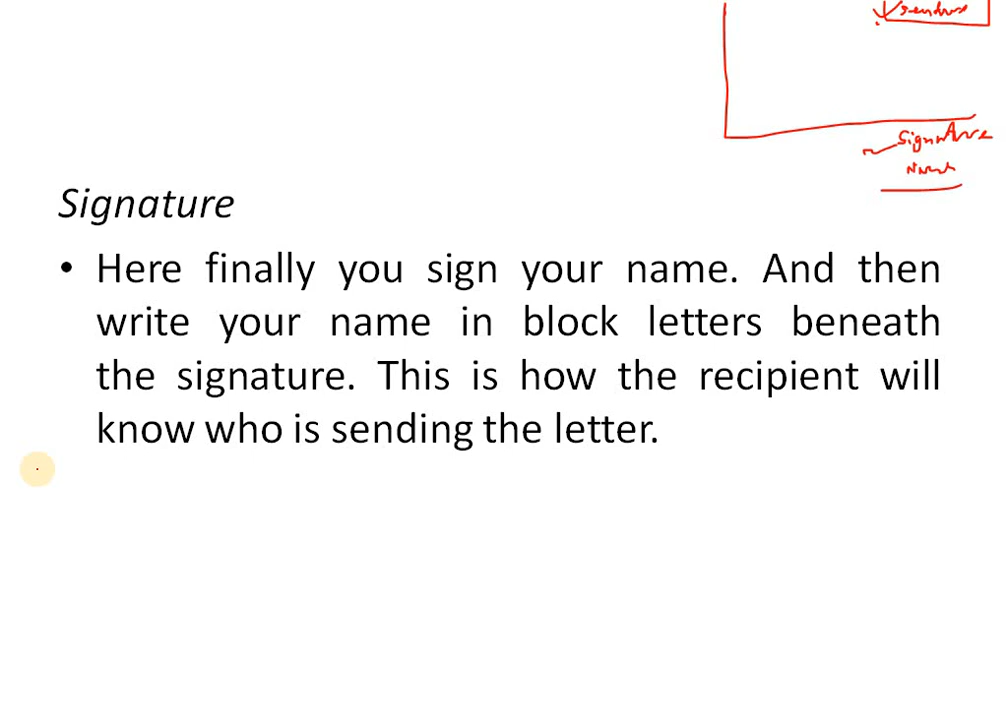 Signature
Name
Signature
• Here finally you sign your name. And then
write your name in block letters beneath
the signature. This is how the recipient will
know who is sending the letter.